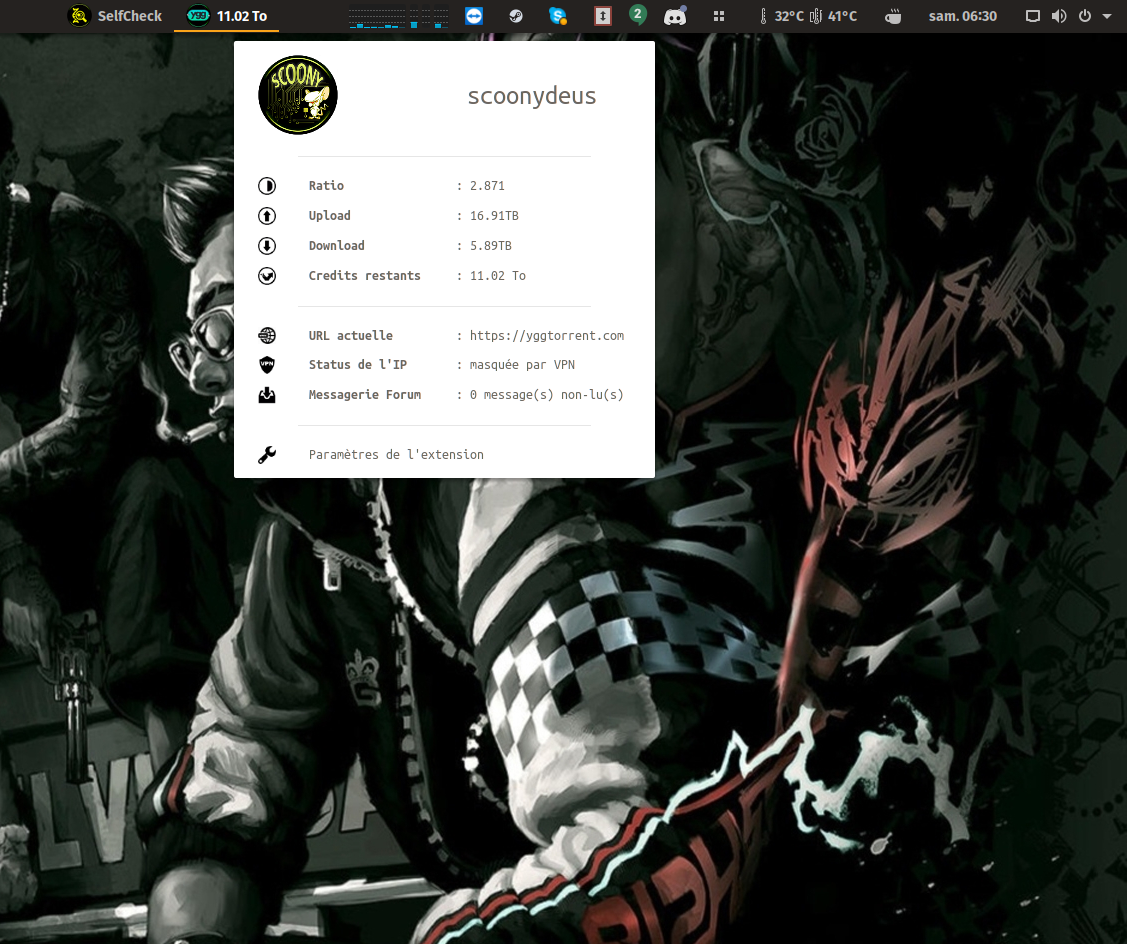 SelfCheck Ygg 11.02 To 2 32°C 41°C sam. 06:30
SCOONY
scoonydeus
Ratio : 2.871
Upload : 16.91TB
Download : 5.89TB
Credits restants : 11.02 To
URL actuelle : https://yggtorrent.com
VPN Status de l'IP : masquée par VPN
Messagerie Forum : 0 message(s) non-lu(s)
Paramètres de l'extension
G
LV